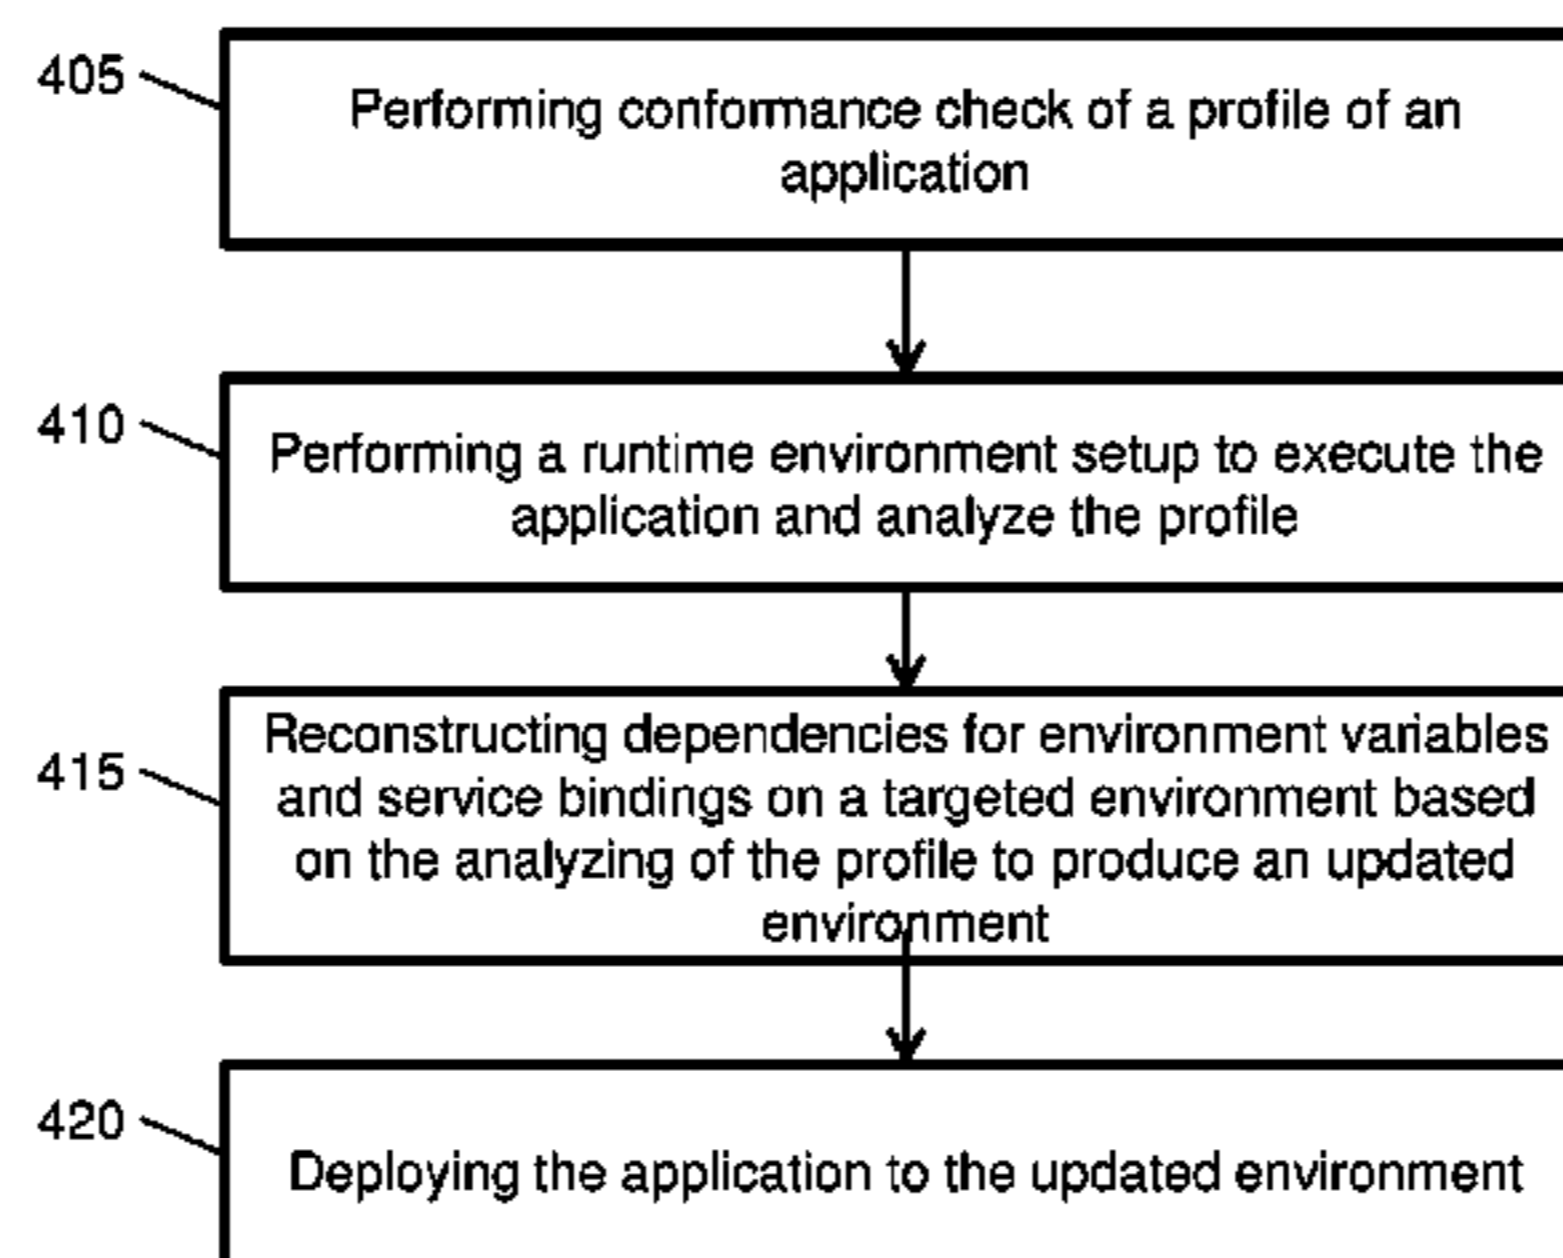 405
Performing conformance check of a profile of an
application
410
Performing a runtime environment setup to execute the
application and analyze the profile
415
Reconstructing dependencies for environment variables
and service bindings on a targeted environment based
on the analyzing of the profile to produce an updated
environment
420
Deploying the application to the updated environment